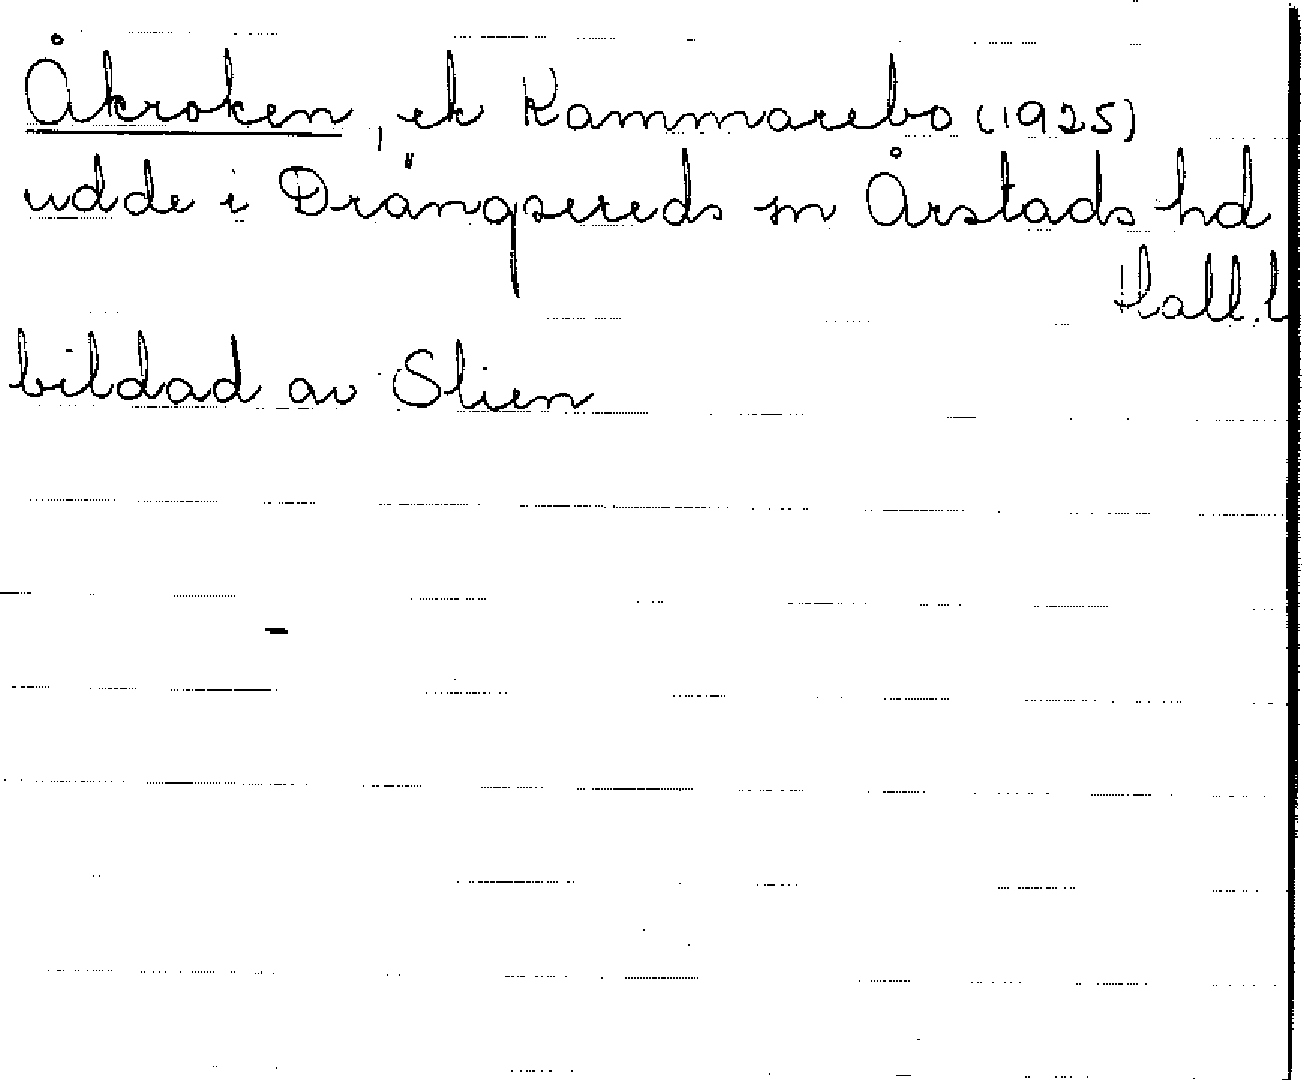 Åkroken, ek Kammarebo (1925)
udde i Drängsereds sn Årstads hd
Hall. l
bildad av Slien